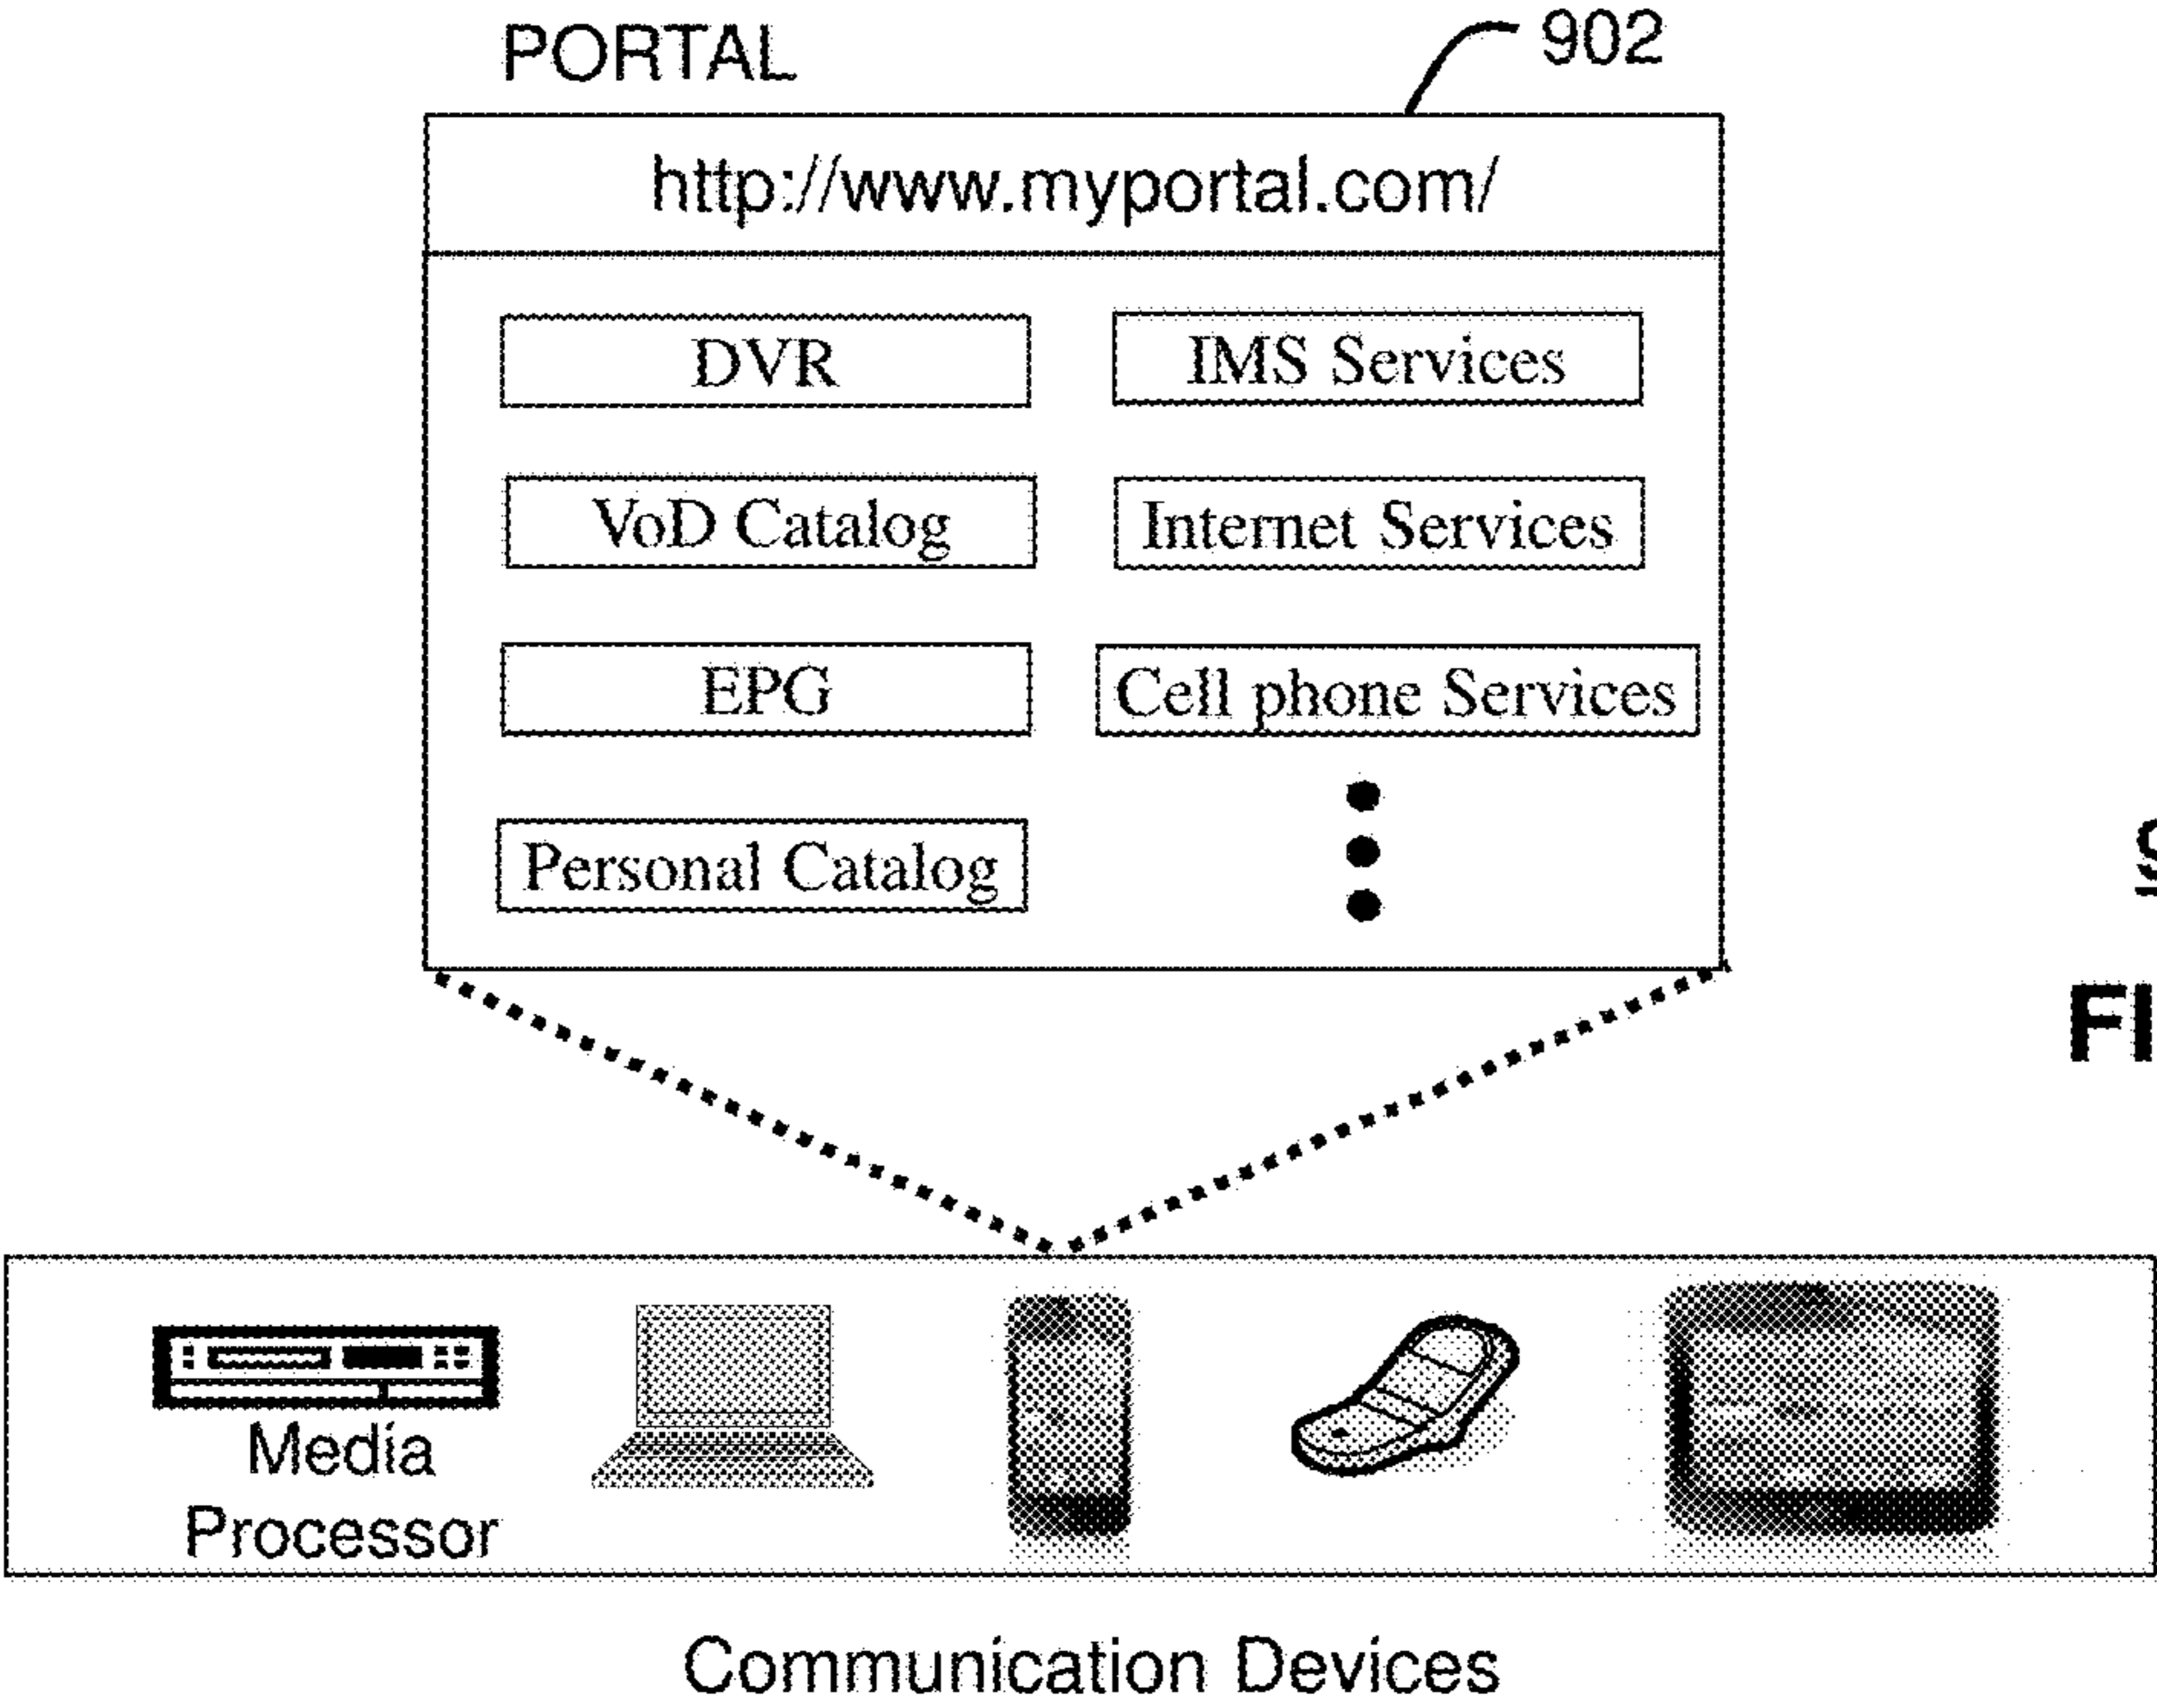 PORTAL
902
http://www.myportal.com/
DVR
IMS Services
VoD Catalog
Internet Services
EPG
Cell phone Services
Personal Catalog
FI
Media
Processor
Communication Devices